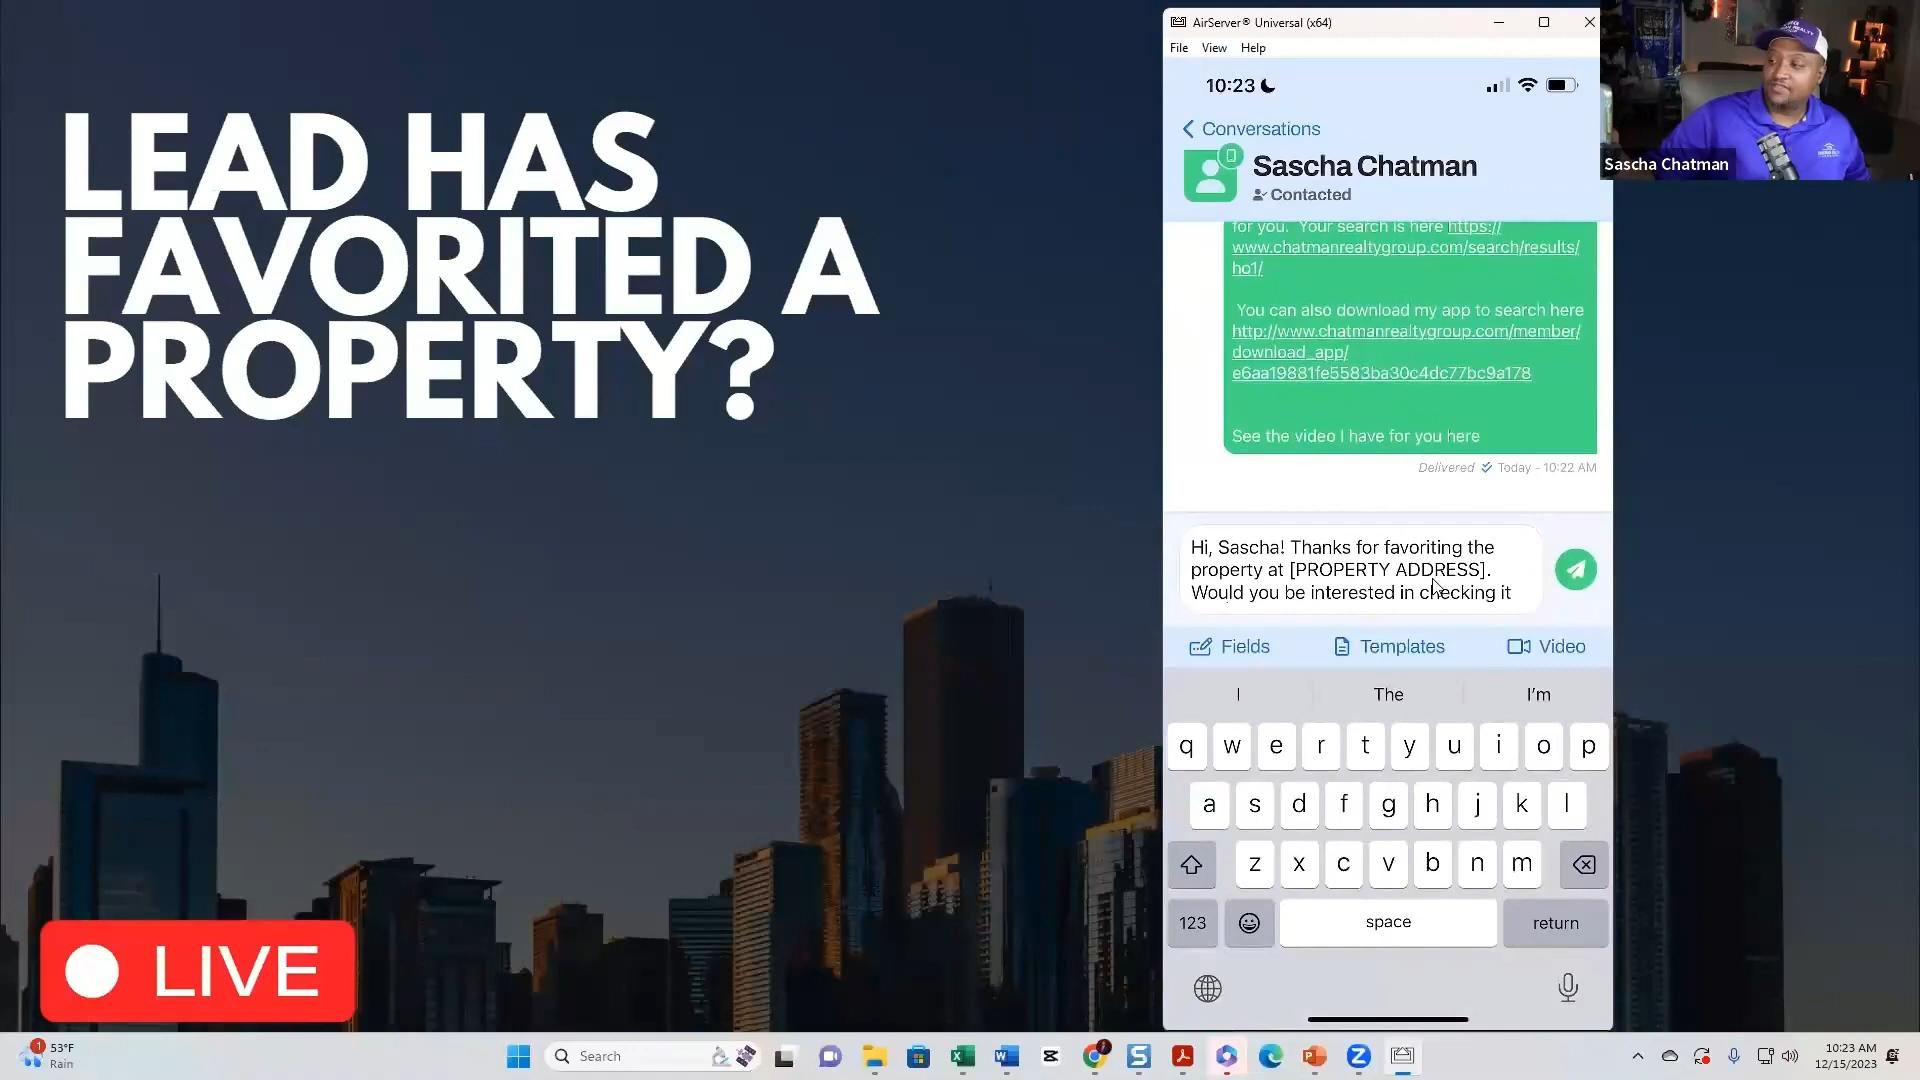 LEAD HAS
FAVORITED A
PROPERTY?
LIVE
AirServer® Universal (x64)
File View Help
10:23
Conversations
Sascha Chatman
Contacted
for you. Your search is here https://
www.chatmanrealtygroup.com/search/results/
ho1/
You can also download my app to search here
http://www.chatmanrealtygroup.com/member/
download_app/
e6aa19881fe5583ba30c4dc77bc9a178
See the video I have for you here
Delivered Today - 10:22 AM
Hi, Sascha! Thanks for favoriting the
property at [PROPERTY ADDRESS].
Would you be interested in checking it
Fields Templates Video
I The I'm
q w e r t y u i o p
a s d f g h j k l
z x c v b n m
123 space return
Sascha Chatman
1
53°F
Rain
Search
10:23 AM
12/15/2023